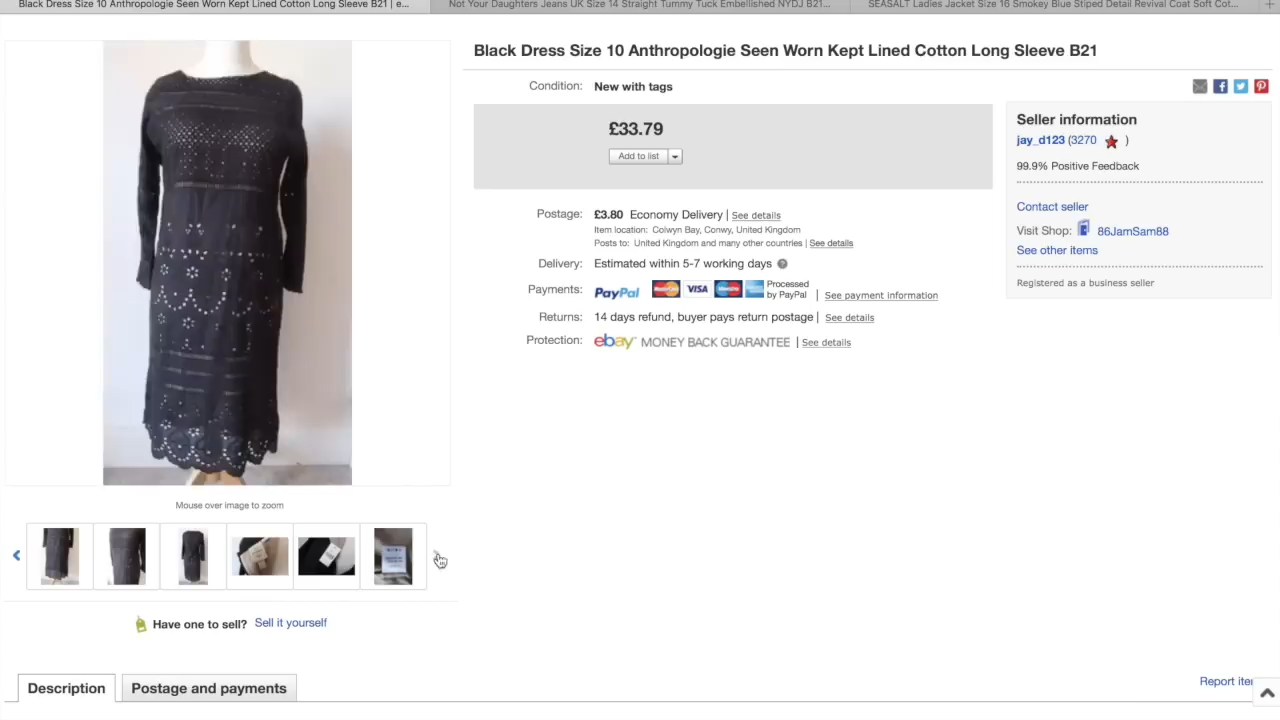 Black Dress Size 10 Anthropologie Seen Worn Kept Lined Cotton Long Sleeve B21 | e...
Not Your Daughters Jeans UK Size 14 Straight Tummy Tuck Embellished NYDJ B21...
SEASALT Ladies Jacket Size 16 Smokey Blue Stiped Detail Revival Coat Soft Cot...
Black Dress Size 10 Anthropologie Seen Worn Kept Lined Cotton Long Sleeve B21
Condition: New with tags
£33.79
Add to list
Postage: £3.80 Economy Delivery | See details
Item location: Colwyn Bay, Conwy, United Kingdom
Posts to: United Kingdom and many other countries | See details
Delivery: Estimated within 5-7 working days
Payments: PayPal MasterCard VISA Maestro Processed by PayPal | See payment information
Returns: 14 days refund, buyer pays return postage | See details
Protection: ebay MONEY BACK GUARANTEE | See details
Seller information
jay_d123 (3270 )
99.9% Positive Feedback
Contact seller
Visit Shop: 86JamSam88
See other items
Registered as a business seller
Mouse over image to zoom
Have one to sell? Sell it yourself
Description
Postage and payments
Report ite